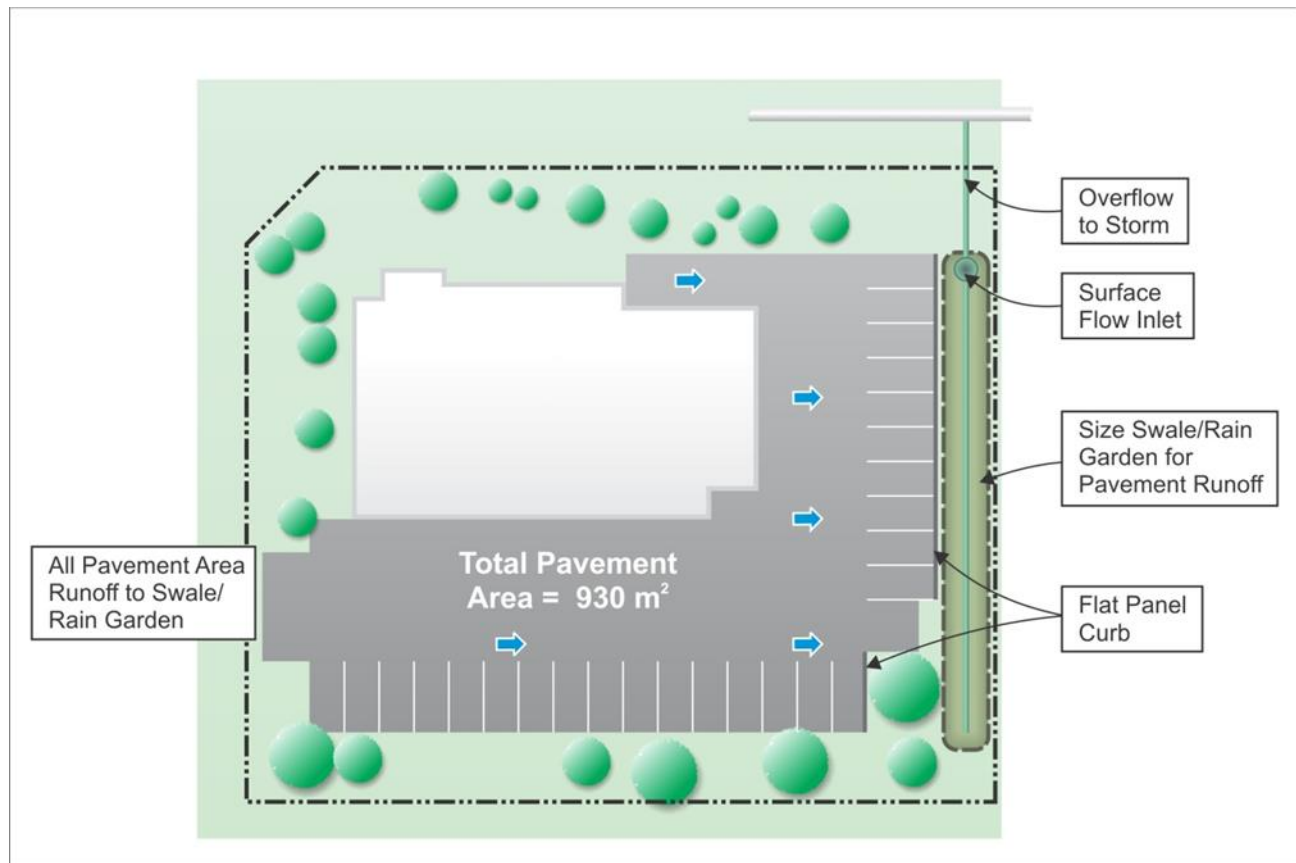 Overflow
to Storm
Surface
Flow Inlet
Size Swale/Rain
Garden for
Pavement Runoff
All Pavement Area
Runoff to Swale/
Rain Garden
Total Pavement
Area = 930 m²
Flat Panel
Curb